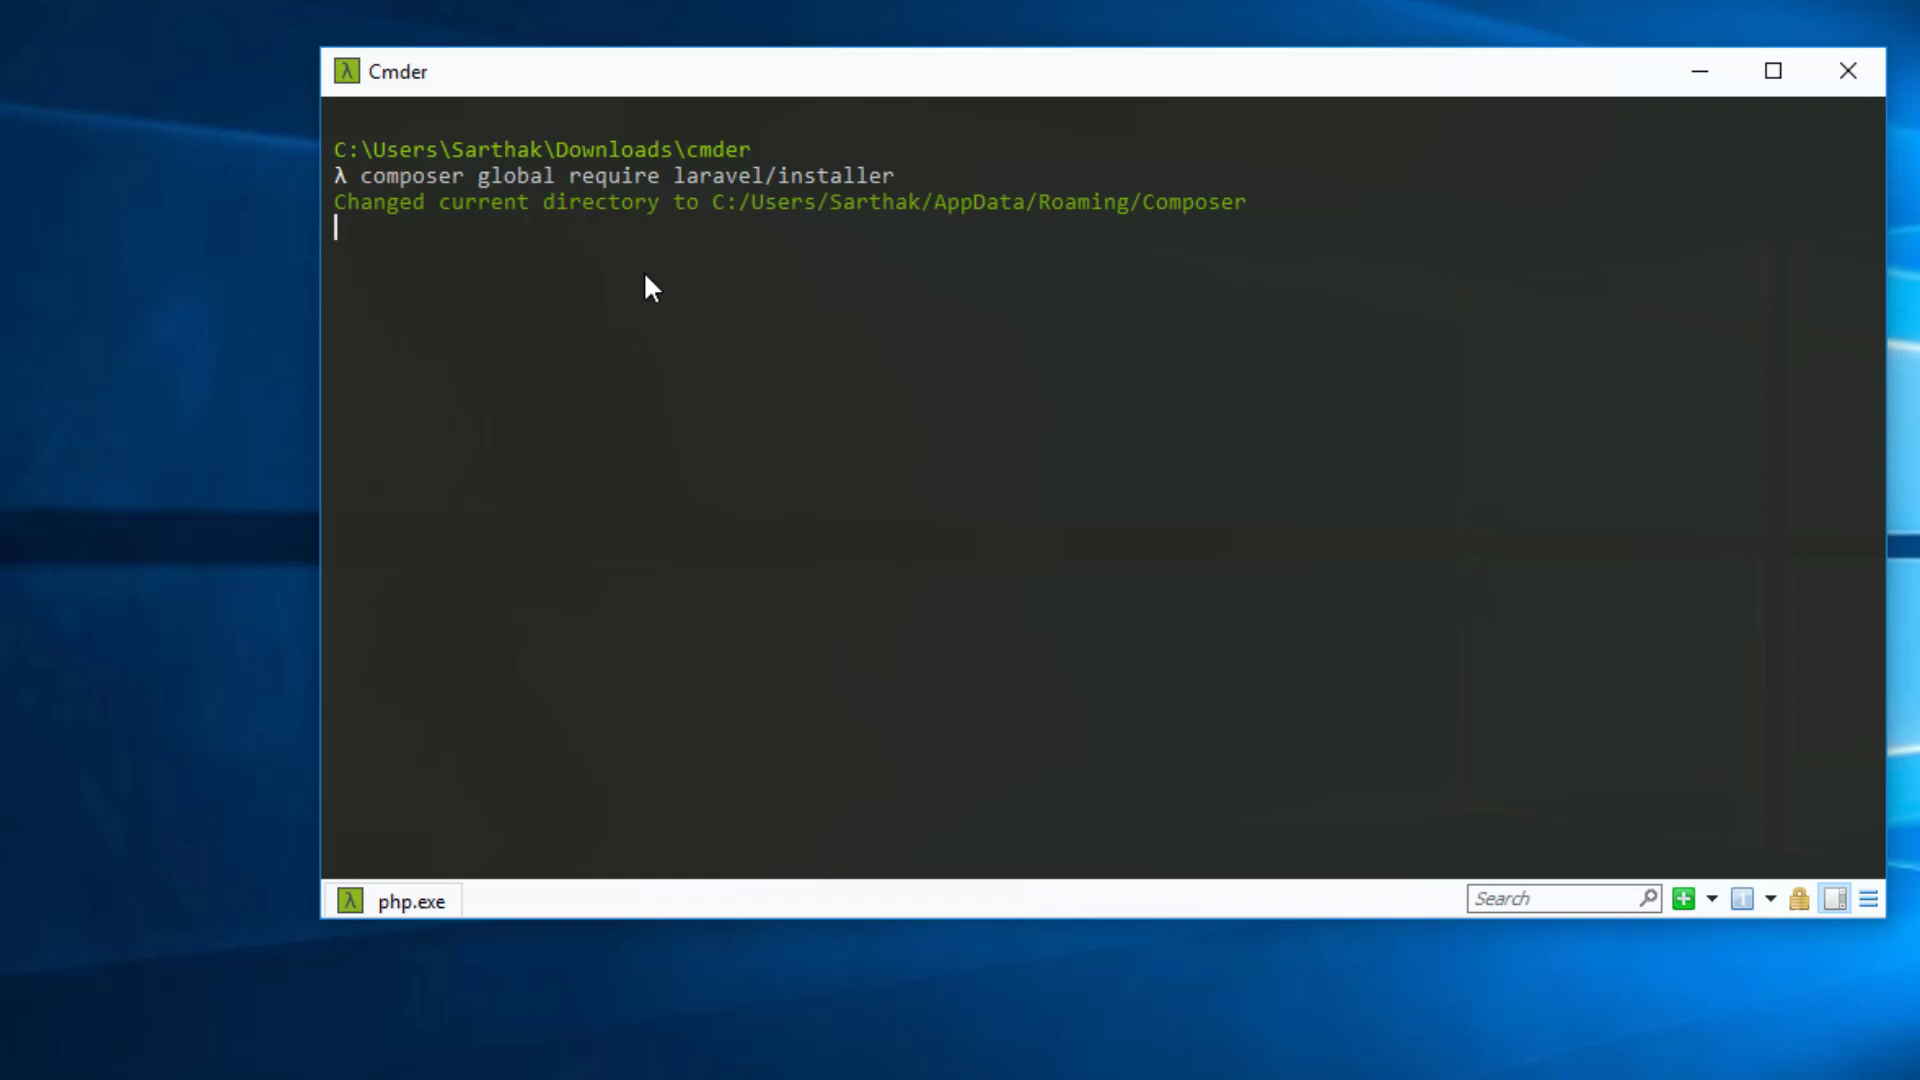 Cmder
C:\Users\Sarthak\Downloads\cmder
λ composer global require laravel/installer
Changed current directory to C:/Users/Sarthak/AppData/Roaming/Composer
php.exe
Search